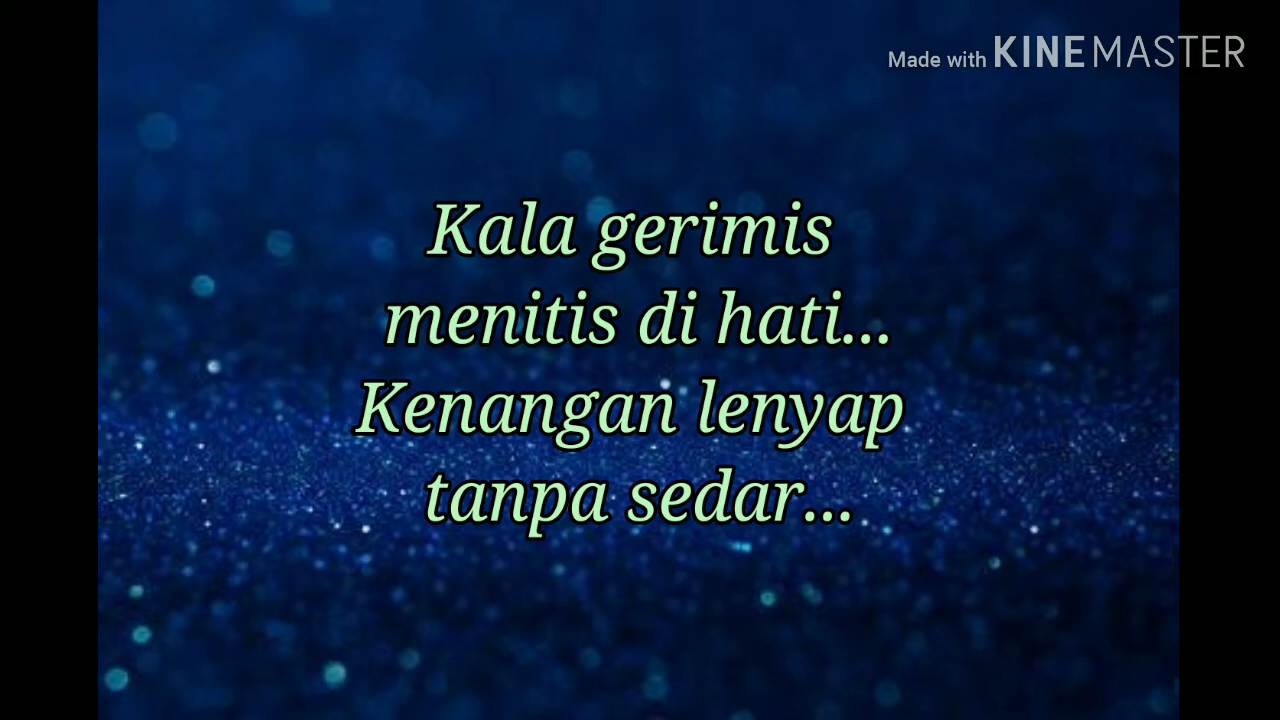 Made with KINEMASTER
Kala gerimis
menitis di hati...
Kenangan lenyap
tanpa sedar...